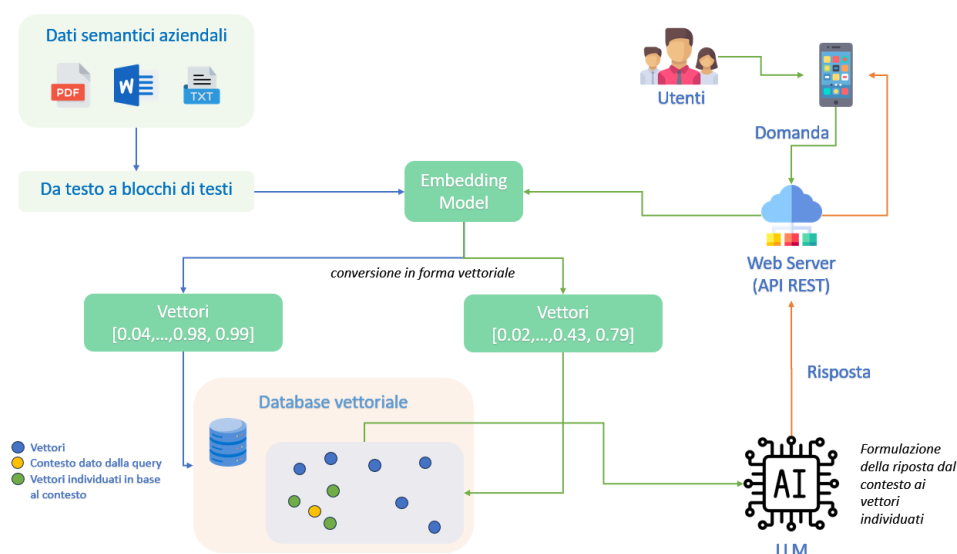 Dati semantici aziendali
PDF
W
TXT
Utenti
Domanda
Da testo a blocchi di testi
Embedding
Model
Web Server
(API REST)
conversione in forma vettoriale
Vettori
[0.04,...,0.98, 0.99]
Vettori
[0.02,...,0.43, 0.79]
Risposta
Database vettoriale
Vettori
Contesto dato dalla query
Vettori individuati in base
al contesto
AI
Formulazione
della riposta dal
contesto ai
vettori
individuati
LLM